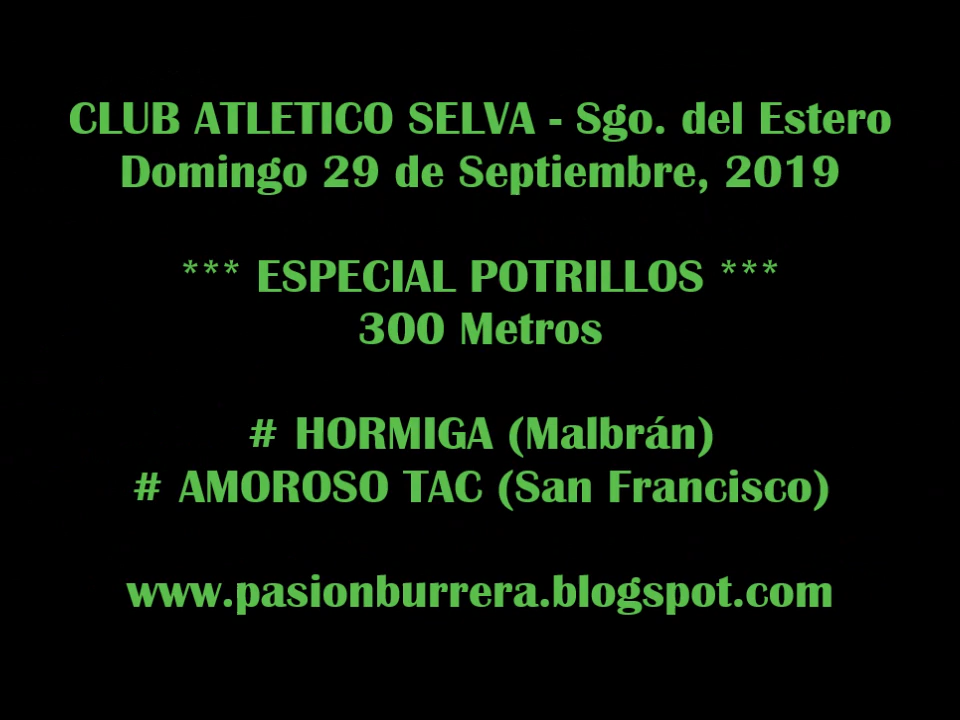 CLUB ATLETICO SELVA - Sgo. del Estero
Domingo 29 de Septiembre, 2019
*** ESPECIAL POTRILLOS ***
300 Metros
# HORMIGA (Malbrán)
# AMOROSO TAC (San Francisco)
www.pasionburrera.blogspot.com